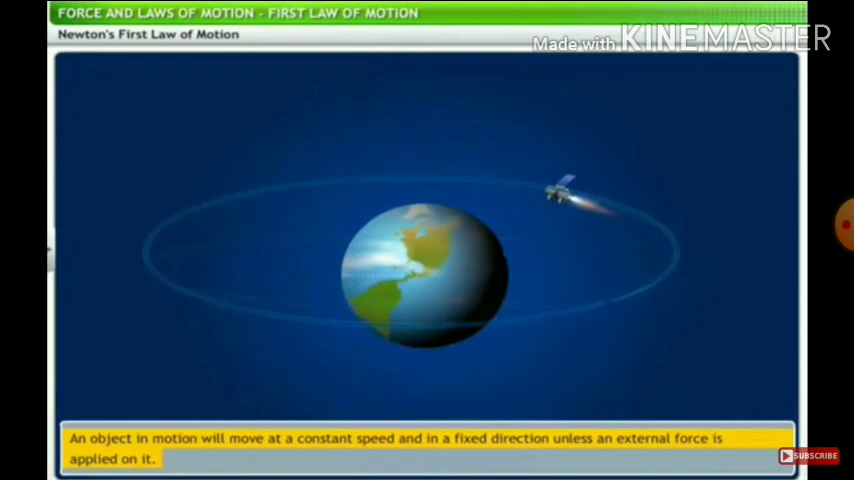 FORCE AND LAWS OF MOTION - FIRST LAW OF MOTION
Newton's First Law of Motion
Made with KINEMASTER
An object in motion will move at a constant speed and in a fixed direction unless an external force is
applied on it.
SUBSCRIBE